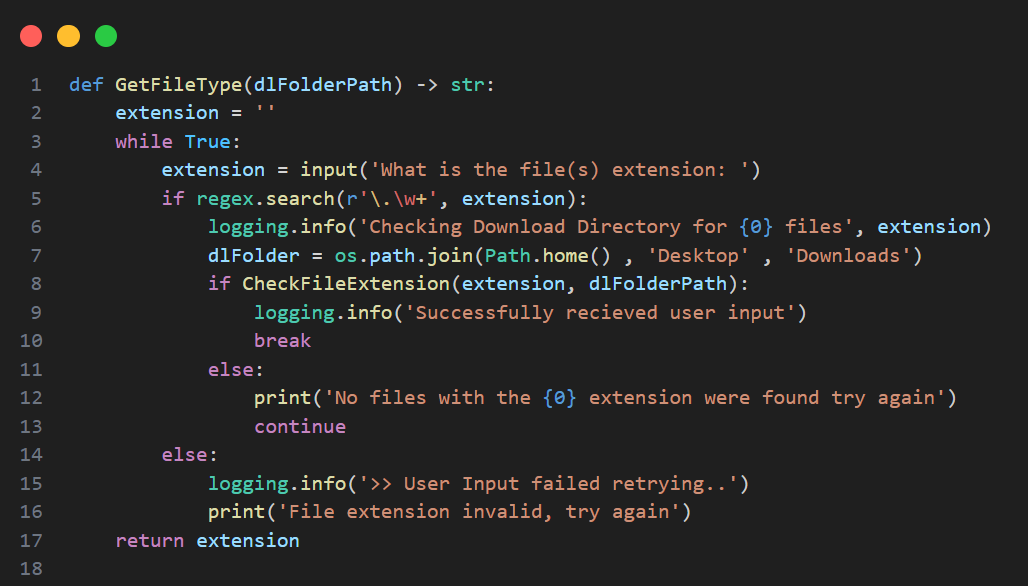 1 def GetFileType(dlFolderPath) -> str:
2     extension = ''
3     while True:
4         extension = input('What is the file(s) extension: ')
5         if regex.search(r'\.\w+', extension):
6             logging.info('Checking Download Directory for {0} files', extension)
7             dlFolder = os.path.join(Path.home() , 'Desktop' , 'Downloads')
8             if CheckFileExtension(extension, dlFolderPath):
9                 logging.info('Successfully recieved user input')
10                 break
11             else:
12                 print('No files with the {0} extension were found try again')
13                 continue
14         else:
15             logging.info('>> User Input failed retrying..')
16             print('File extension invalid, try again')
17     return extension
18